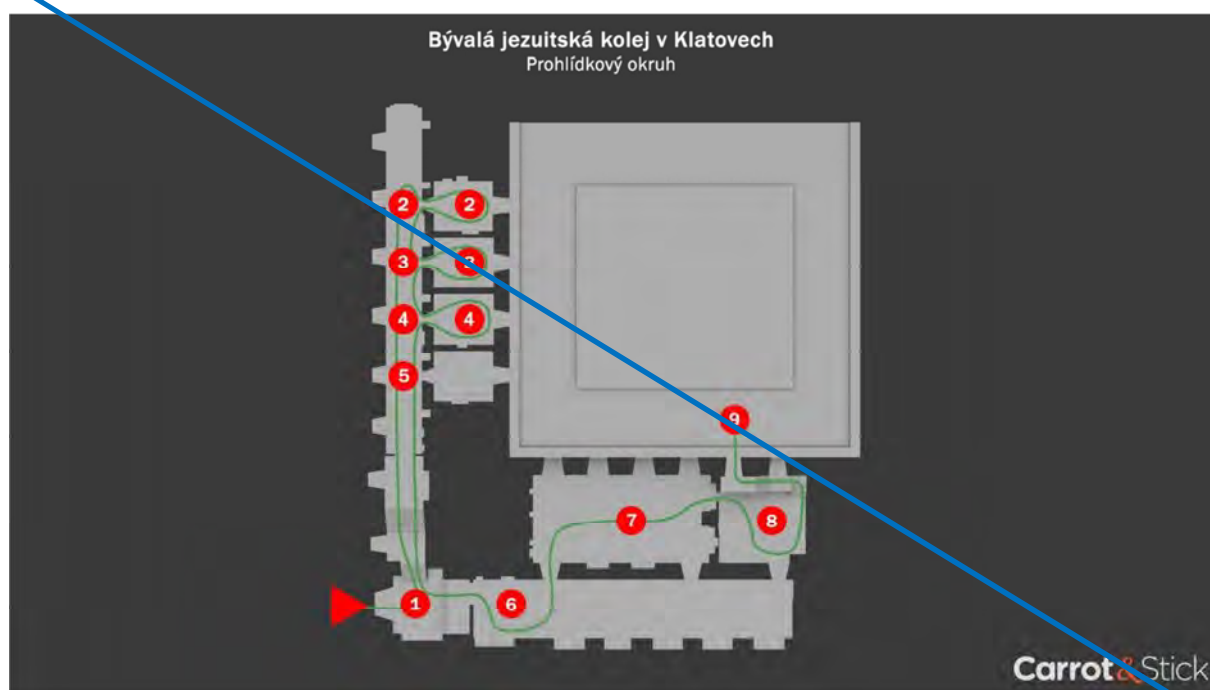 Bývalá jezuitská kolej v Klatovech
Prohlídkový okruh
2 2
3 3
4 4
5
9
7 8
1 6
Carrot&Stick